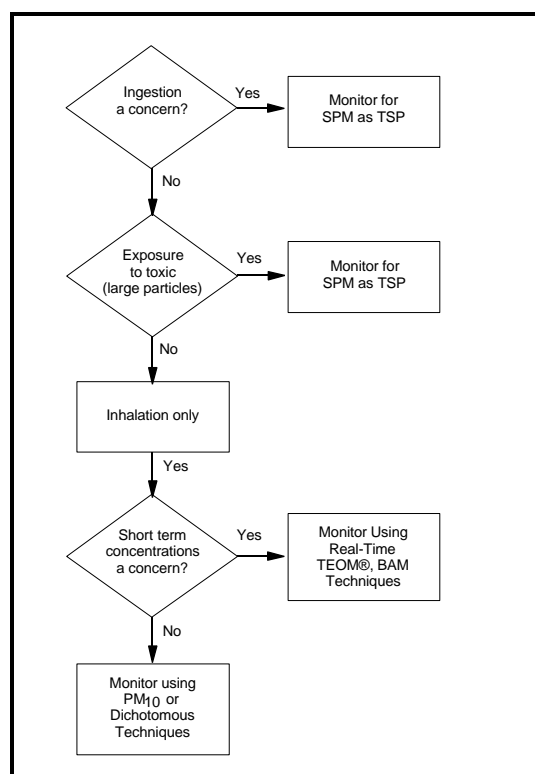 Ingestion
a concern?
Yes
Monitor for
SPM as TSP
No
Exposure
to toxic
(large particles)
Yes
Monitor for
SPM as TSP
No
Inhalation only
Yes
Short term
concentrations
a concern?
Yes
Monitor Using
Real-Time
TEOM®, BAM
Techniques
No
Monitor using
PM10 or
Dichotomous
Techniques